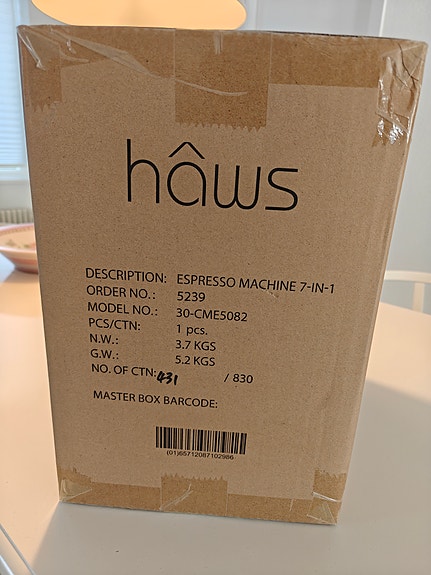 hâws
DESCRIPTION: ESPRESSO MACHINE 7-IN-1
ORDER NO.: 5239
MODEL NO.: 30-CME5082
PCS/CTN: 1 pcs.
N.W.: 3.7 KGS
G.W.: 5.2 KGS
NO. OF CTN: 431 / 830
MASTER BOX BARCODE:
(01)65712087102986